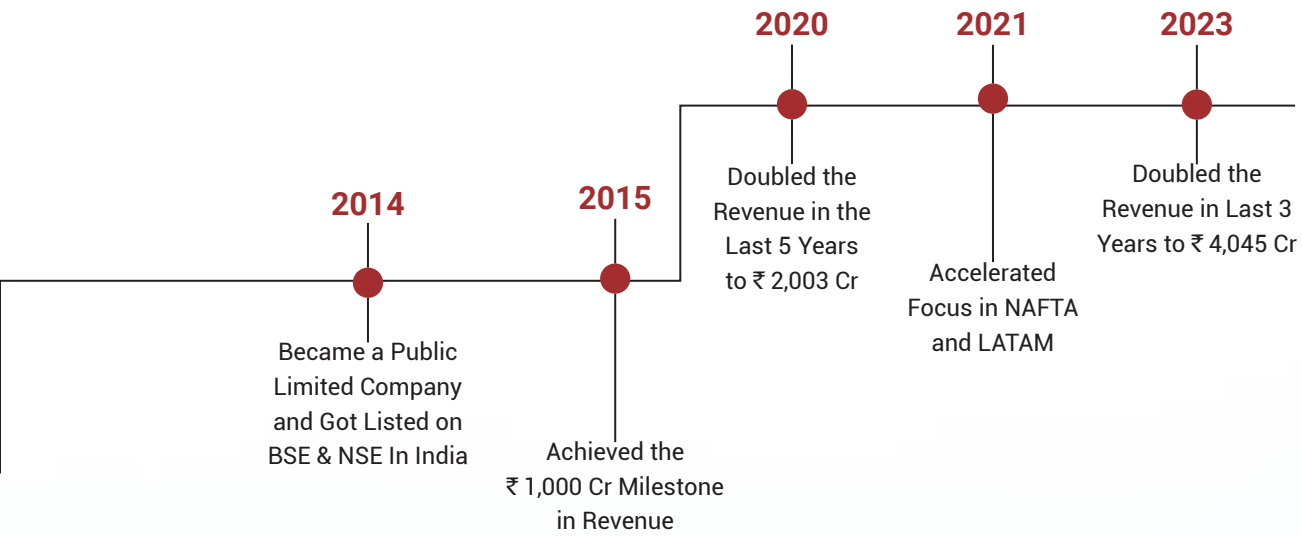 2014
Became a Public
Limited Company
and Got Listed on
BSE & NSE In India
2015
Achieved the
₹ 1,000 Cr Milestone
in Revenue
2020
Doubled the
Revenue in the
Last 5 Years
to ₹ 2,003 Cr
2021
Accelerated
Focus in NAFTA
and LATAM
2023
Doubled the
Revenue in Last 3
Years to ₹ 4,045 Cr